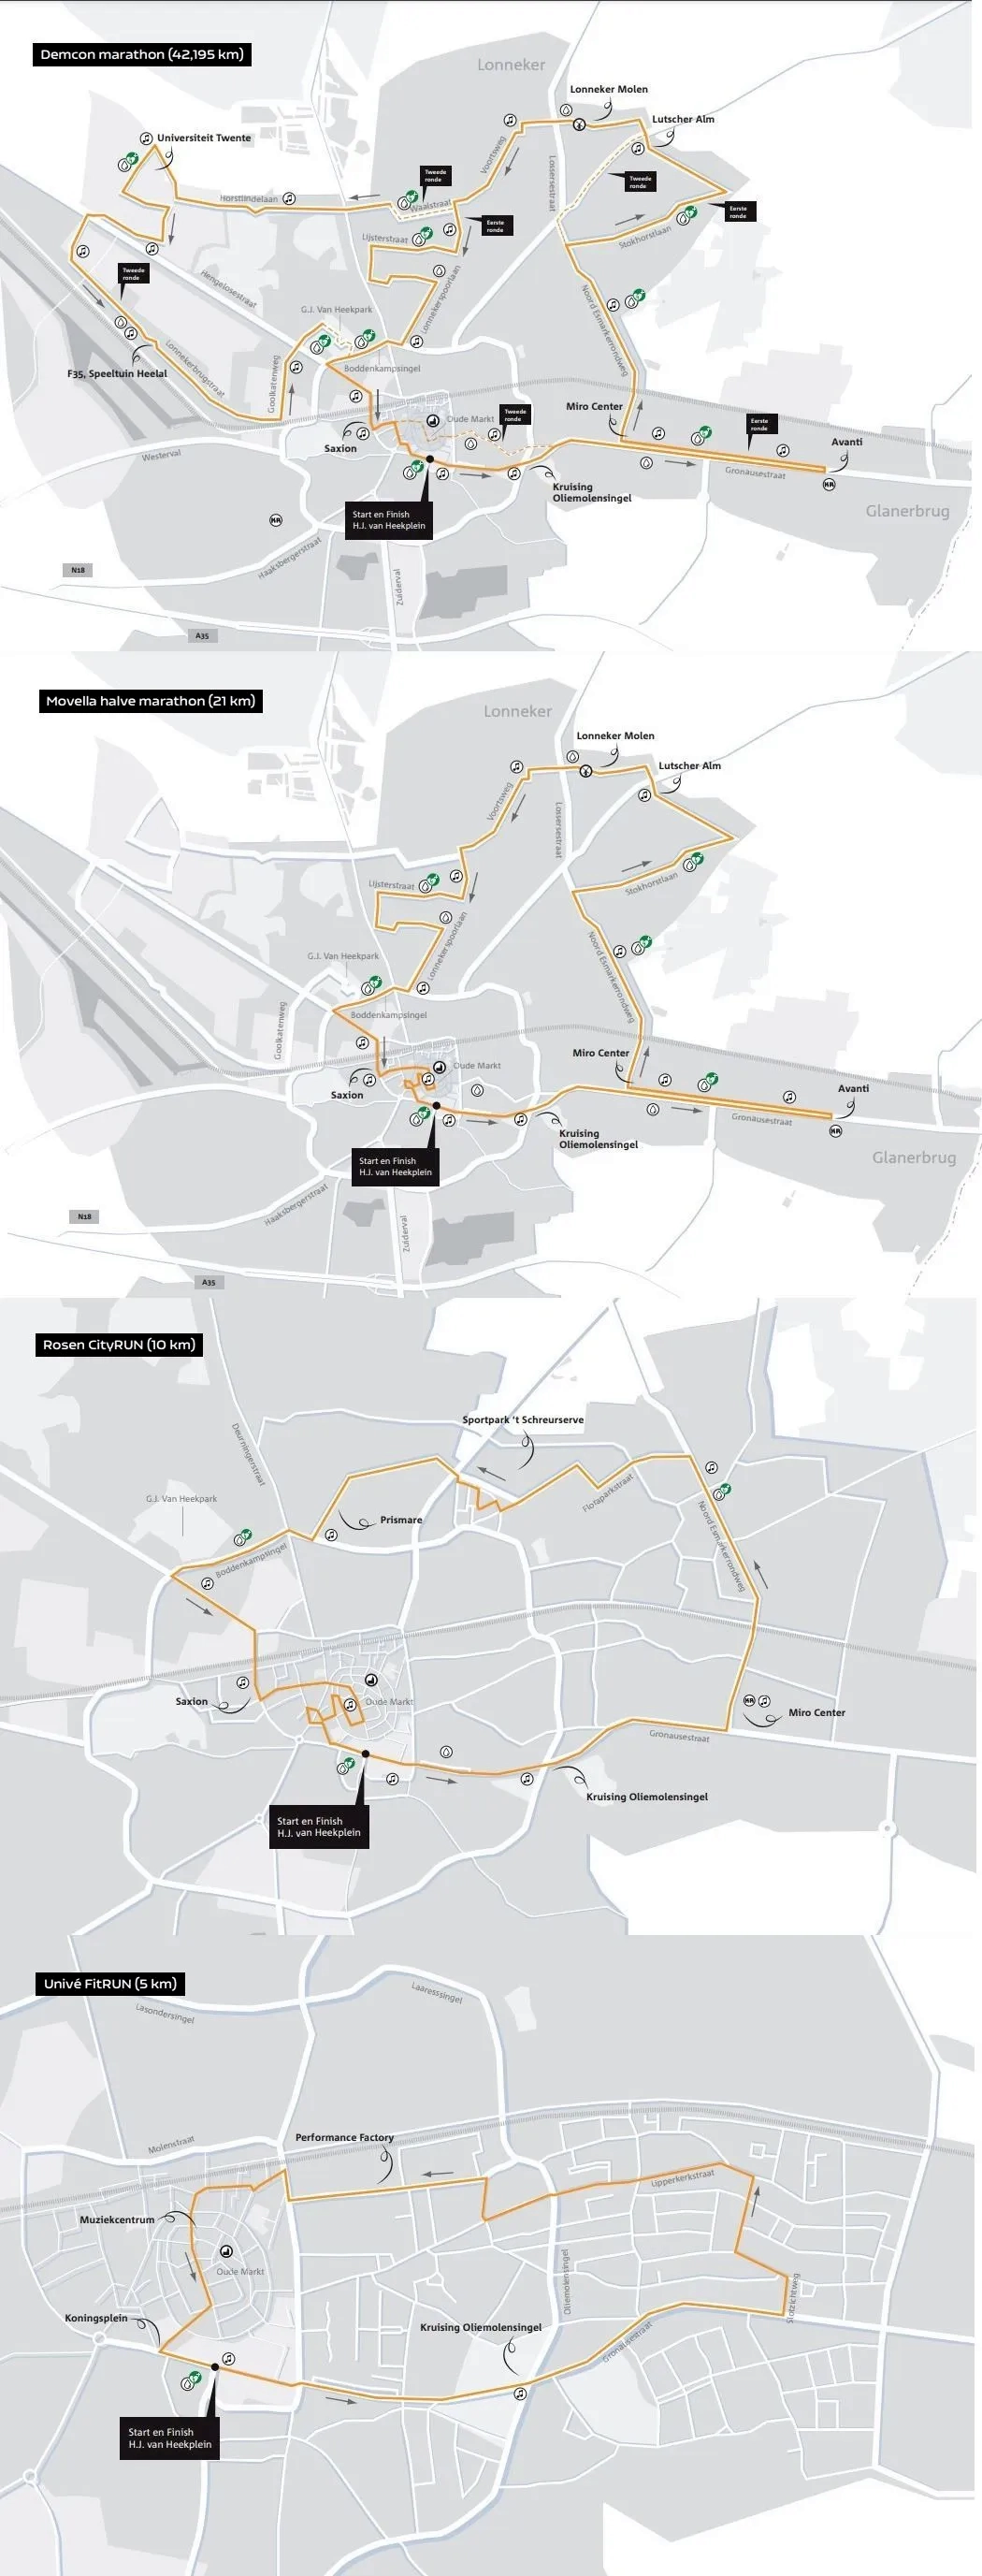 Demcon marathon (42,195 km)
Lonneker
Lonneker Molen
Lutscher Alm
Universiteit Twente
Voortsweg
Lossersestraat
Tweede
ronde
Tweede
ronde
Horstlindelaan
Waalstraat
Eerste
ronde
Eerste
ronde
Stokhorstlaan
Lijsterstraat
Tweede
ronde
Hengelosestraat
Lonnekerspoorlaan
Noord Esmarkerrondweg
G.J. Van Heekpark
Lonnekerbrugstraat
F35, Speeltuin Heelal
Goolkatenweg
Boddenkampsingel
Miro Center
Oude Markt
Tweede
ronde
Eerste
ronde
Saxion
Westerval
Avanti
Gronausestraat
Kruising
Oliemolensingel
Start en Finish
H.J. van Heekplein
Glanerbrug
Haaksbergerstraat
N18
Zuiderval
A35
Movella halve marathon (21 km)
Lonneker
Lonneker Molen
Lutscher Alm
Voortsweg
Lossersestraat
Lijsterstraat
Stokhorstlaan
Lonnekerspoorlaan
Noord Esmarkerrondweg
G.J. Van Heekpark
Goolkatenweg
Boddenkampsingel
Miro Center
Oude Markt
Saxion
Avanti
Gronausestraat
Kruising
Oliemolensingel
Start en Finish
H.J. van Heekplein
Glanerbrug
Haaksbergerstraat
N18
Zuiderval
A35
Rosen CityRUN (10 km)
Sportpark 't Schreurserve
Deurningerstraat
Floraparkstraat
G.J. Van Heekpark
Prismare
Noord Esmarkerrondweg
Boddenkampsingel
Saxion
Oude Markt
Miro Center
Gronausestraat
Kruising Oliemolensingel
Start en Finish
H.J. van Heekplein
Univé FitRUN (5 km)
Lasondersingel
Laaressingel
Performance Factory
Molenstraat
Lipperkerkstraat
Muziekcentrum
Oude Markt
Oliemolensingel
Slotzichtweg
Koningsplein
Kruising Oliemolensingel
Gronausestraat
Start en Finish
H.J. van Heekplein